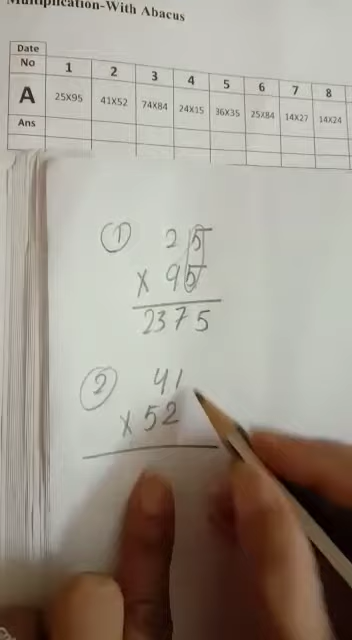 Multiplication-With Abacus
Date
No 1 2 3 4 5 6 7 8
A 25X95 41X52 74X84 24X15 36X35 25X84 14X27 14X24
Ans
1 25
X 95
2375
2 41
X 52